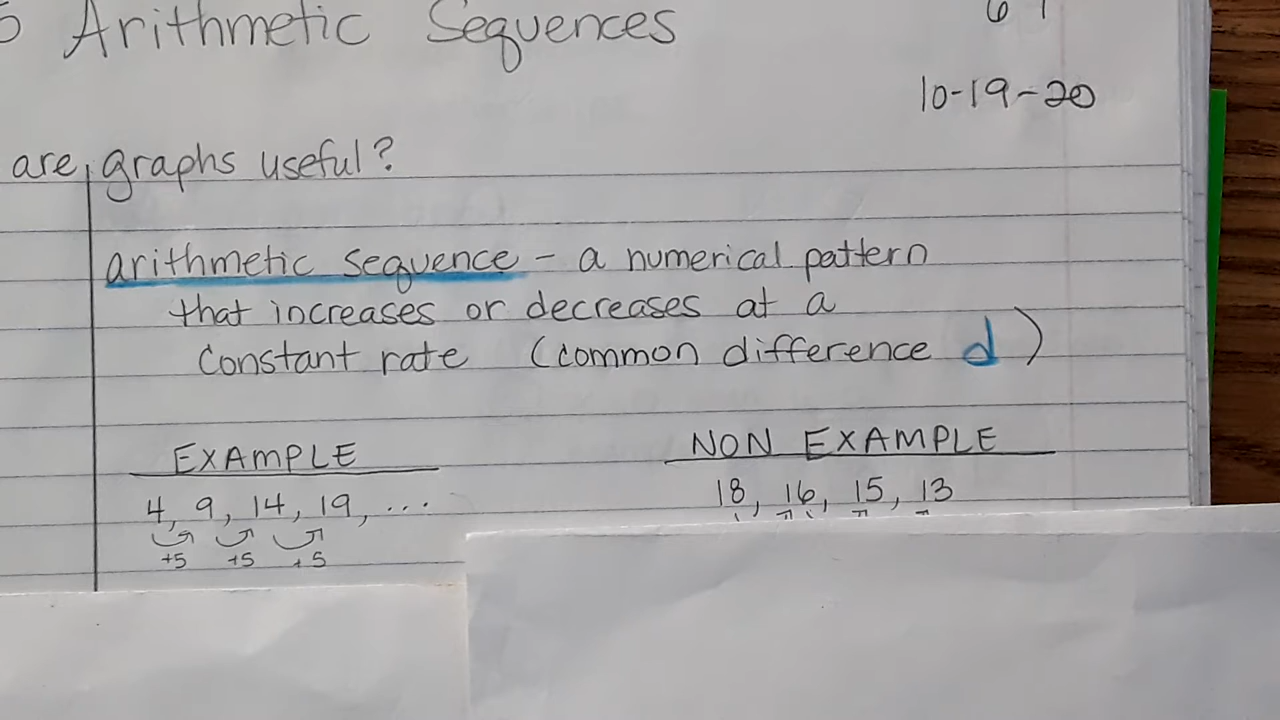 Arithmetic Sequences
10-19-20
are graphs useful?
arithmetic sequence - a numerical pattern
that increases or decreases at a
constant rate (common difference d)
EXAMPLE
NON EXAMPLE
4, 9, 14, 19, ...
18, 16, 15, 13
+5 +5 +5